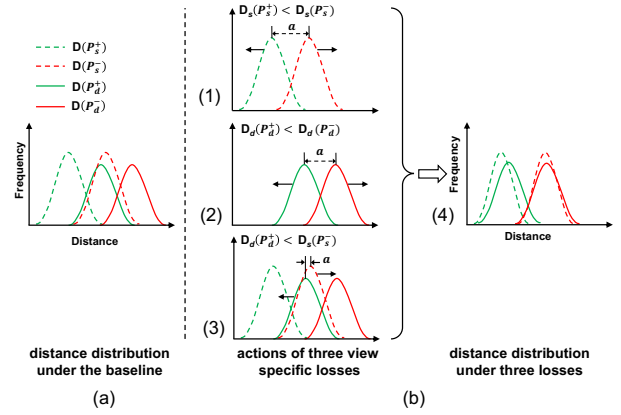 D(P_s^+)
D(P_s^-)
D(P_d^+)
D(P_d^-)
Frequency
Distance
distance distribution
under the baseline
(a)
D_s(P_s^+) < D_s(P_s^-)
a
(1)
D_d(P_d^+) < D_d(P_d^-)
a
(2)
D_d(P_d^+) < D_s(P_s^-)
a
(3)
actions of three view
specific losses
(b)
Frequency
(4)
Distance
distance distribution
under three losses